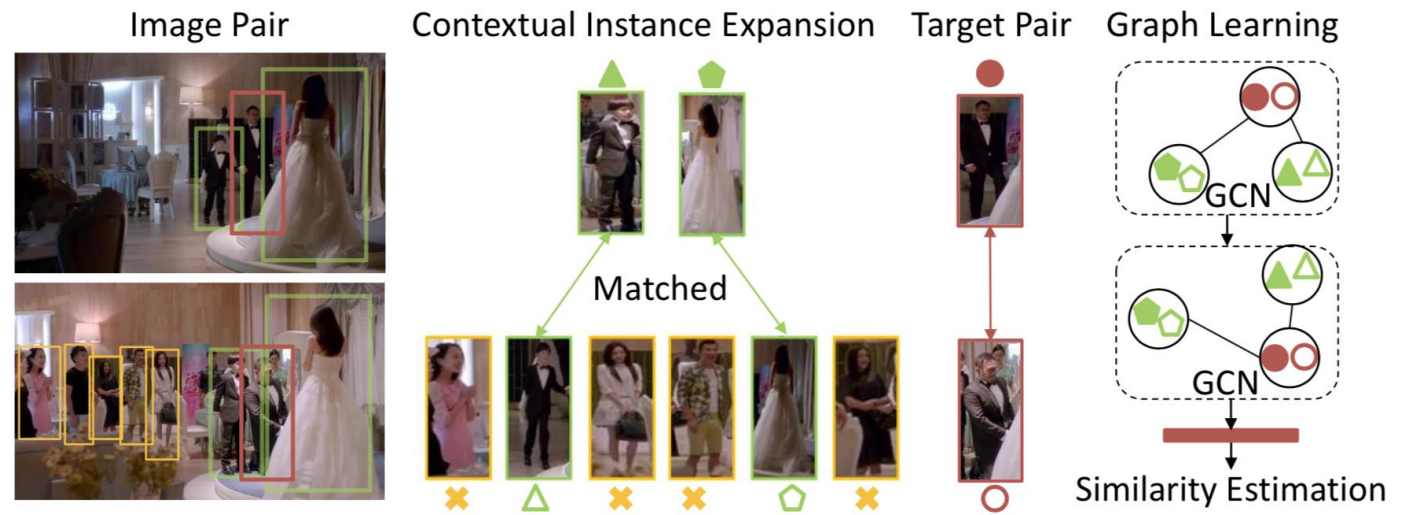 Image Pair
Contextual Instance Expansion
Target Pair
Graph Learning
Matched
GCN
GCN
Similarity Estimation